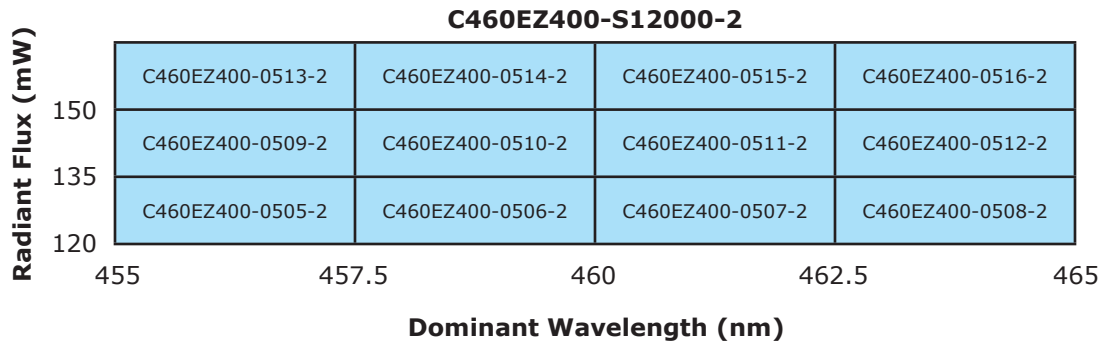 C460EZ400-S12000-2
Radiant Flux (mW)
C460EZ400-0513-2 C460EZ400-0514-2 C460EZ400-0515-2 C460EZ400-0516-2
150
C460EZ400-0509-2 C460EZ400-0510-2 C460EZ400-0511-2 C460EZ400-0512-2
135
C460EZ400-0505-2 C460EZ400-0506-2 C460EZ400-0507-2 C460EZ400-0508-2
120
455 457.5 460 462.5 465
Dominant Wavelength (nm)